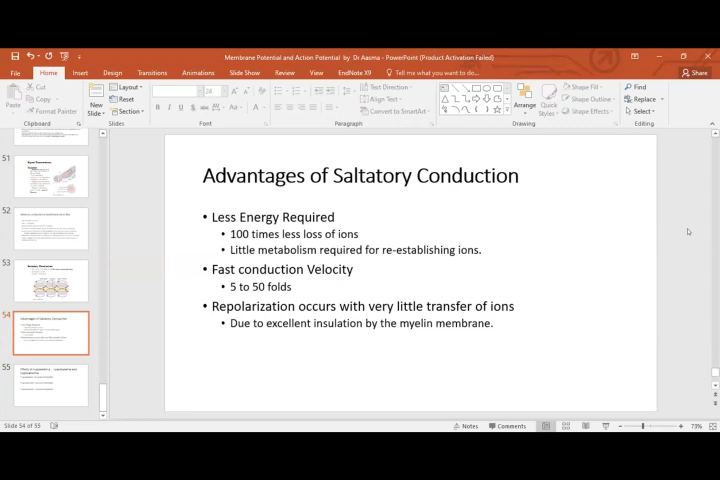 Membrane Potential and Action Potential by: Dr Aasma - PowerPoint (Product Activation Failed)
File Home Insert Design Transitions Animations Slide Show Review View EndNote X9 Tell me what you want to do Share
Cut
Copy
Format Painter
Paste
Clipboard
New
Slide
Layout
Reset
Section
Slides
24
Font
Text Direction
Align Text
Convert to SmartArt
Paragraph
Arrange
Quick
Styles
Shape Fill
Shape Outline
Shape Effects
Drawing
Find
Replace
Select
Editing
51
52
53
54
55
Advantages of Saltatory Conduction
• Less Energy Required
• 100 times less loss of ions
• Little metabolism required for re-establishing ions.
• Fast conduction Velocity
• 5 to 50 folds
• Repolarization occurs with very little transfer of ions
• Due to excellent insulation by the myelin membrane.
Slide 54 of 55
Notes
Comments
73%